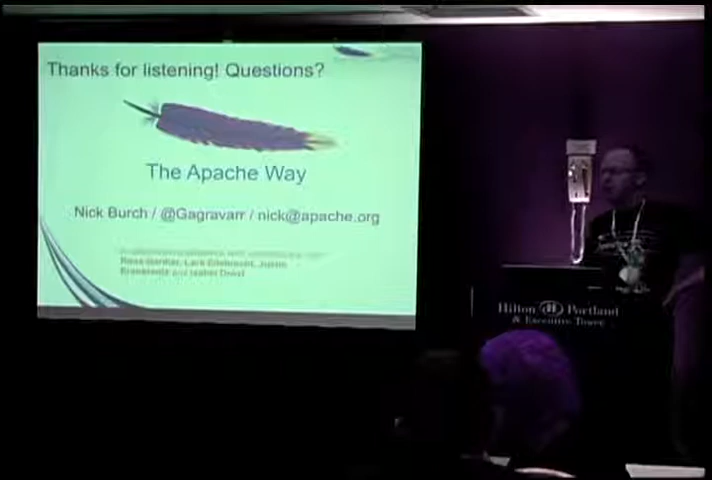 Thanks for listening! Questions?
The Apache Way
Nick Burch / @Gagravarr / nick@apache.org
Hilton Portland
& Executive Tower